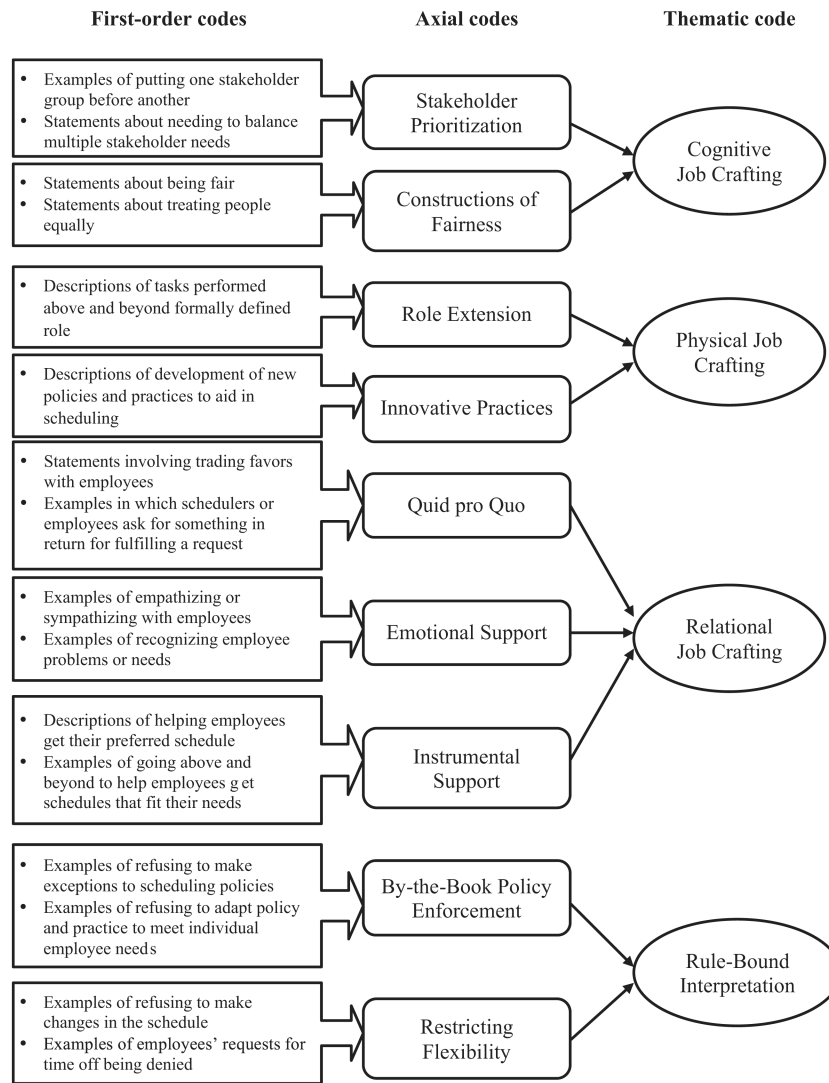 First-order codes
Axial codes
Thematic code
• Examples of putting one stakeholder
group before another
• Statements about needing to balance
multiple stakeholder needs
Stakeholder
Prioritization
• Statements about being fair
• Statements about treating people
equally
Constructions of
Fairness
Cognitive
Job Crafting
• Descriptions of tasks performed
above and beyond formally defined
role
Role Extension
• Descriptions of development of new
policies and practices to aid in
scheduling
Innovative Practices
Physical Job
Crafting
• Statements involving trading favors
with employees
• Examples in which schedulers or
employees ask for something in
return for fulfilling a request
Quid pro Quo
• Examples of empathizing or
sympathizing with employees
• Examples of recognizing employee
problems or needs
Emotional Support
• Descriptions of helping employees
get their preferred schedule
• Examples of going above and
beyond to help employees get
schedules that fit their needs
Instrumental
Support
Relational
Job Crafting
• Examples of refusing to make
exceptions to scheduling policies
• Examples of refusing to adapt policy
and practice to meet individual
employee needs
By-the-Book Policy
Enforcement
• Examples of refusing to make
changes in the schedule
• Examples of employees' requests for
time off being denied
Restricting
Flexibility
Rule-Bound
Interpretation